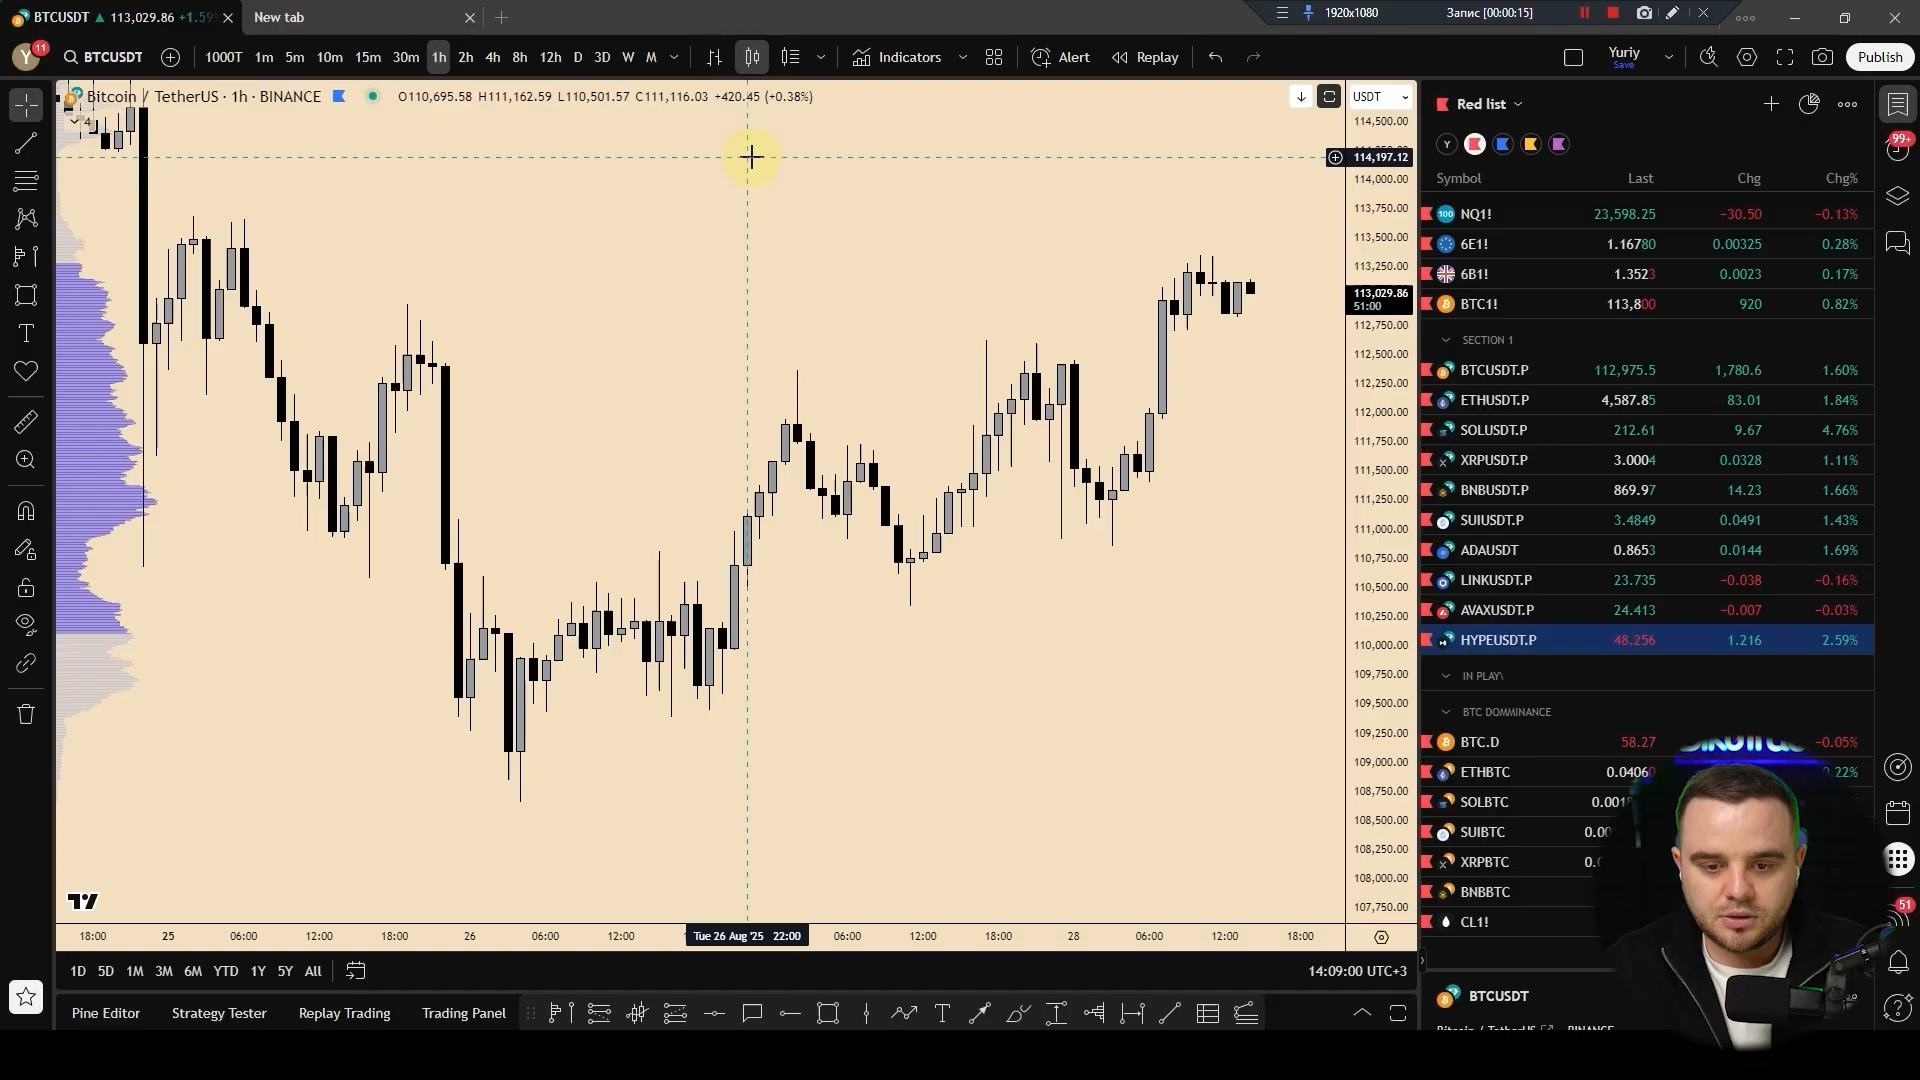 BTCUSDT ▲ 113,029.86 +1.59
New tab
1920x1080
Запис [00:00:15]
Y 11
BTCUSDT
1000T 1m 5m 10m 15m 30m 1h 2h 4h 8h 12h D 3D W M
Indicators
Alert
Replay
Yuriy
Save
Publish
Bitcoin / TetherUS · 1h · BINANCE
O110,695.58 H111,162.59 L110,501.57 C111,116.03 +420.45 (+0.38%)
4
USDT
114,500.00
114,197.12
114,000.00
113,750.00
113,500.00
113,250.00
113,029.86
51:00
112,750.00
112,500.00
112,250.00
112,000.00
111,750.00
111,500.00
111,250.00
111,000.00
110,750.00
110,500.00
110,250.00
110,000.00
109,750.00
109,500.00
109,250.00
109,000.00
108,750.00
108,500.00
108,250.00
108,000.00
107,750.00
18:00 25 06:00 12:00 18:00 26 06:00 12:00 Tue 26 Aug '25 22:00 06:00 12:00 18:00 28 06:00 12:00 18:00
1D 5D 1M 3M 6M YTD 1Y 5Y All
14:09:00 UTC+3
Pine Editor
Strategy Tester
Replay Trading
Trading Panel
Red list
Y
Symbol Last Chg Chg%
NQ1! 23,598.25 −30.50 −0.13%
6E1! 1.16780 0.00325 0.28%
6B1! 1.3523 0.0023 0.17%
BTC1! 113,800 920 0.82%
SECTION 1
BTCUSDT.P 112,975.5 1,780.6 1.60%
ETHUSDT.P 4,587.85 83.01 1.84%
SOLUSDT.P 212.61 9.67 4.76%
XRPUSDT.P 3.0004 0.0328 1.11%
BNBUSDT.P 869.97 14.23 1.66%
SUIUSDT.P 3.4849 0.0491 1.43%
ADAUSDT 0.8653 0.0144 1.69%
LINKUSDT.P 23.735 −0.038 −0.16%
AVAXUSDT.P 24.413 −0.007 −0.03%
HYPEUSDT.P 48.256 1.216 2.59%
IN PLAY\
BTC DOMMINANCE
BTC.D 58.27 −0.05%
ETHBTC 0.04060 0.22%
SOLBTC
SUIBTC
XRPBTC
BNBBTC
CL1!
BTCUSDT
Bitcoin / TetherUS
BINANCE
99+
51